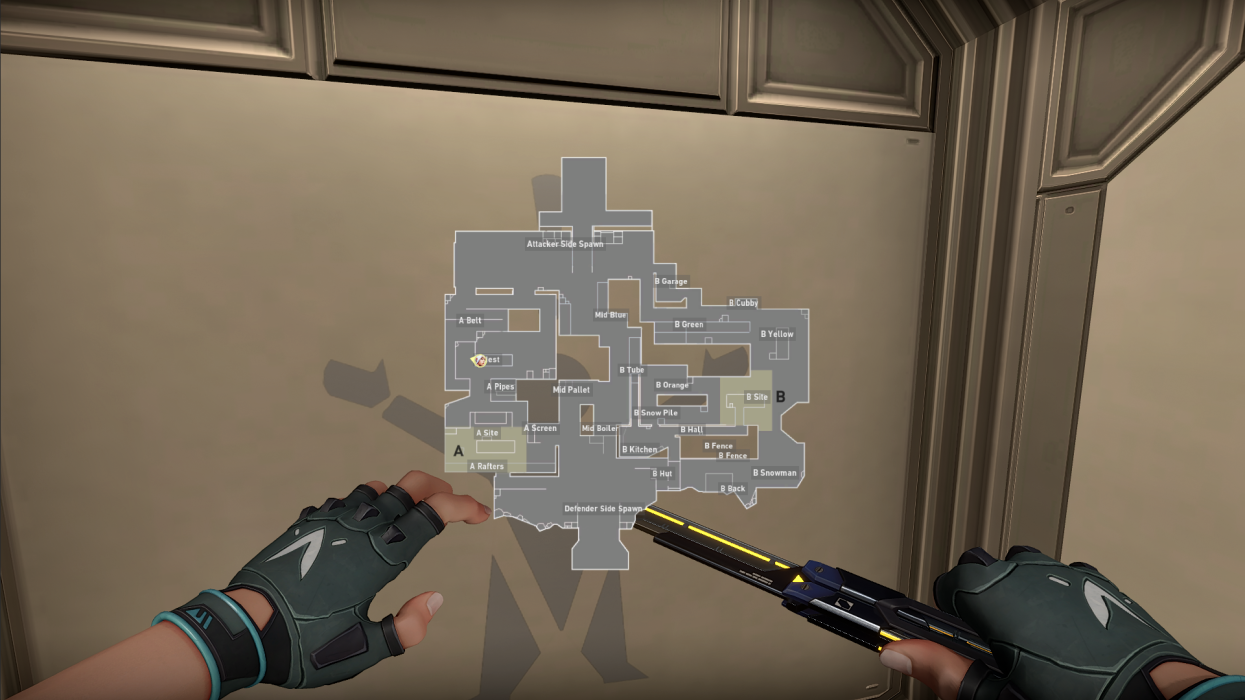 Attacker Side Spawn
B Garage
B Cubby
Mid Blue
A Belt
B Green
B Yellow
est
B Tube
A Pipes
Mid Pallet
B Orange
B Site
B
B Snow Pile
A Site
A Screen
Mid Boiler
B Hall
A
B Kitchen
B Fence
B Fence
A Rafters
B Hut
B Snowman
B Back
Defender Side Spawn